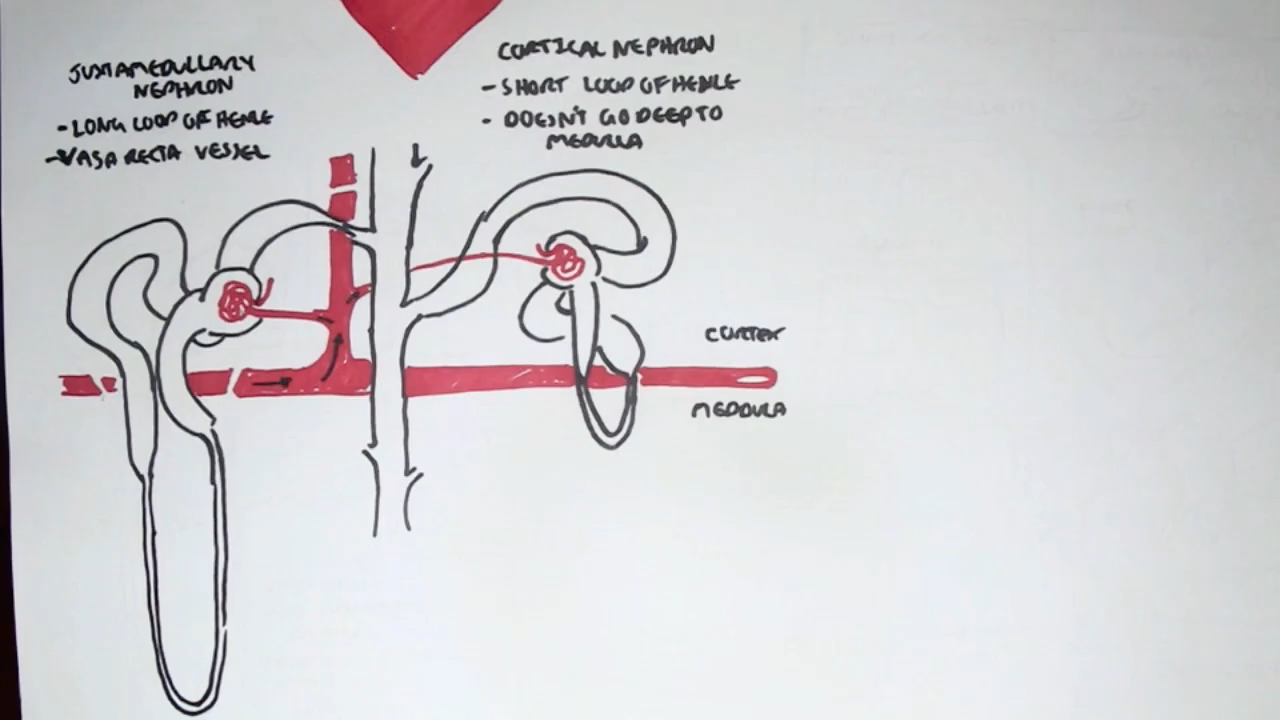 JUXTAMEDULLARY
NEPHRON
- LONG LOOP OF HENLE
- VASA RECTA VESSEL
CORTICAL NEPHRON
- SHORT LOOP OF HENLE
- DOESN'T GO DEEP TO
MEDULLA
CORTEX
MEDDULA